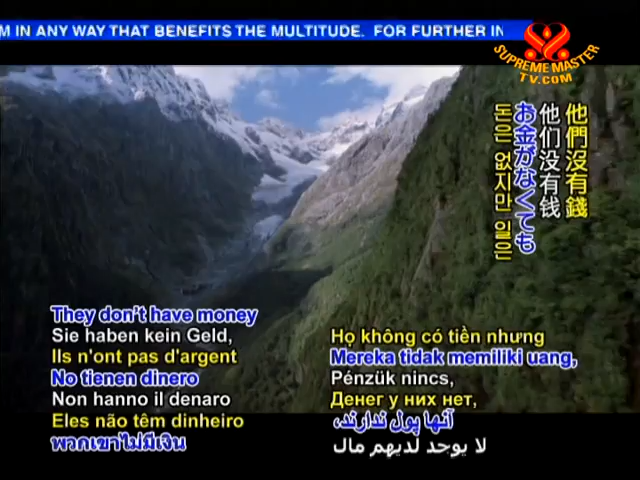 M IN ANY WAY THAT BENEFITS THE MULTITUDE. FOR FURTHER IN
SUPREME MASTER
TV.COM
他們沒有錢
他们没有钱
お金がなくても
돈은 없지만 일은
They don't have money
Sie haben kein Geld,
Ils n'ont pas d'argent
No tienen dinero
Non hanno il denaro
Eles não têm dinheiro
พวกเขาไม่มีเงิน
Họ không có tiền nhưng
Mereka tidak memiliki uang,
Pénzük nincs,
Денег у них нет,
آنها پول ندارند،
لا يوجد لديهم مال